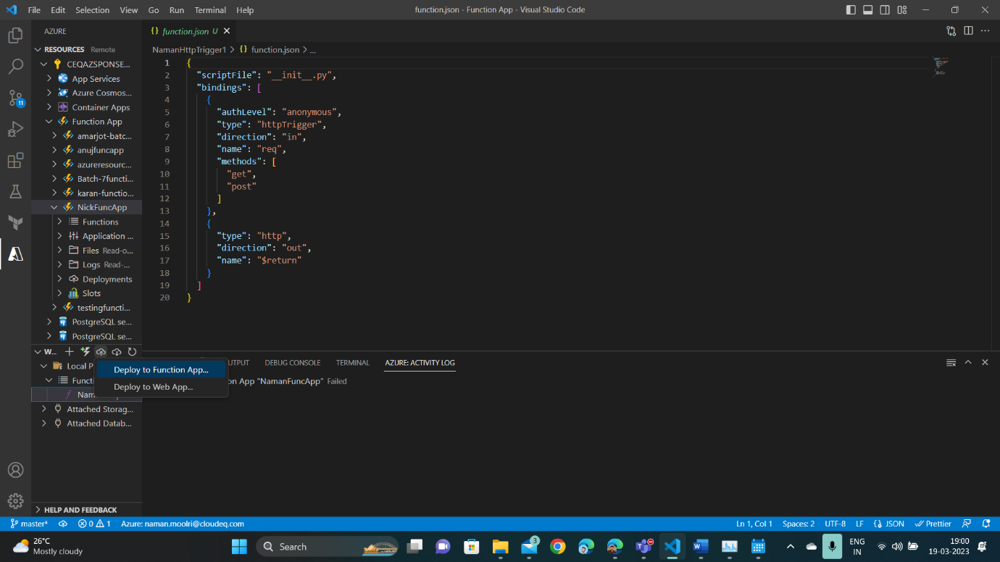 File Edit Selection View Go Run Terminal Help
function.json - Function App - Visual Studio Code
AZURE
RESOURCES Remote
CEQAZSPONSE...
App Services
Azure Cosmos...
Container Apps
Function App
amarjot-batc...
anujfuncapp
azureresourc...
Batch-7functi...
karan-functio...
NickFuncApp
Functions
Application ...
Files Read-o...
Logs Read-...
Deployments
Slots
testingfuncti...
PostgreSQL se...
PostgreSQL se...
W...
Local P
Functi
Nam
Attached Storag...
Attached Datab...
HELP AND FEEDBACK
Deploy to Function App...
Deploy to Web App...
function.json U
NamanHttpTrigger1 > {} function.json > ...
1 {
2 "scriptFile": "__init__.py",
3 "bindings": [
4 {
5 "authLevel": "anonymous",
6 "type": "httpTrigger",
7 "direction": "in",
8 "name": "req",
9 "methods": [
10 "get",
11 "post"
12 ]
13 },
14 {
15 "type": "http",
16 "direction": "out",
17 "name": "$return"
18 }
19 ]
20 }
UTPUT DEBUG CONSOLE TERMINAL AZURE: ACTIVITY LOG
on App "NamanFuncApp" Failed
11
master* 0 1 Azure: naman.moolri@cloudeq.com
Ln 1, Col 1 Spaces: 2 UTF-8 LF {} JSON Prettier
26°C
Mostly cloudy
Search
3
ENG
IN
19:00
19-03-2023